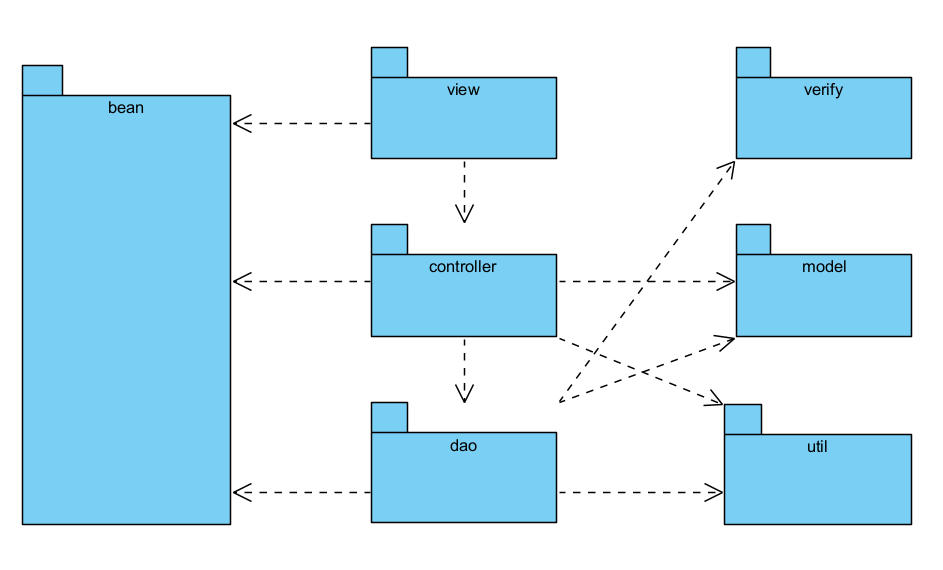 bean
view
verify
controller
model
dao
util